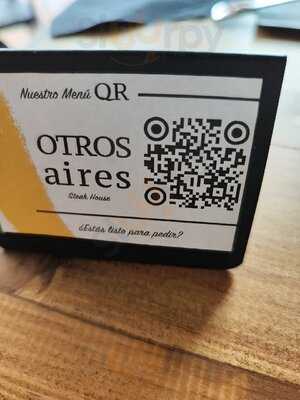 Nuestro Menú QR
OTROS
aires
Steak House
¿Estás listo para pedir?